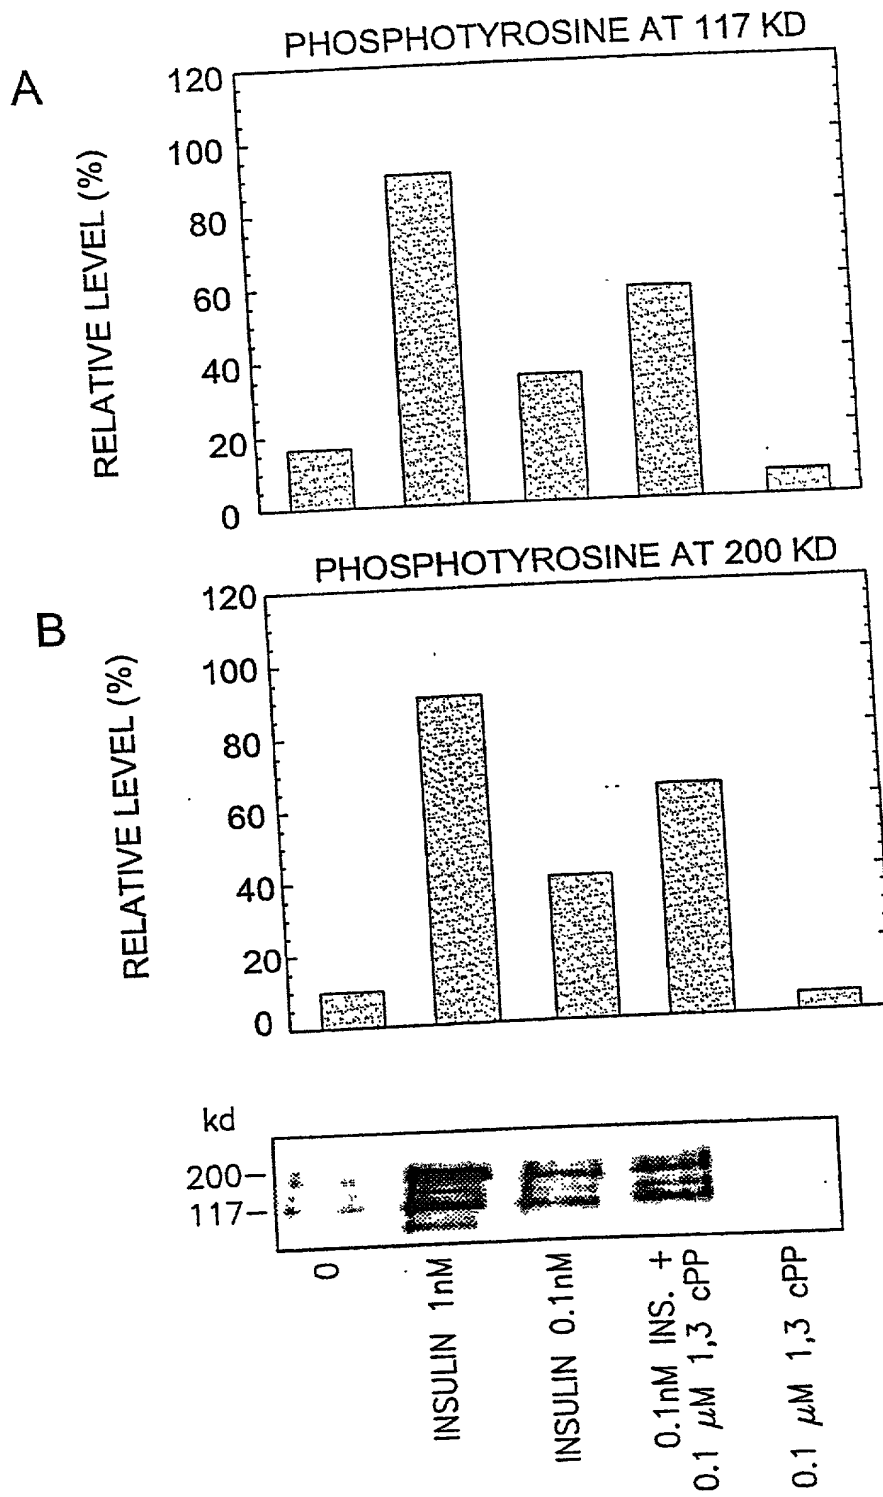 PHOSPHOTYROSINE AT 117 KD
A
RELATIVE LEVEL (%)
120
100
80
60
40
20
0
PHOSPHOTYROSINE AT 200 KD
B
RELATIVE LEVEL (%)
120
100
80
60
40
20
0
kd
200
117
0
INSULIN 1nM
INSULIN 0.1nM
0.1nM INS. +
0.1 μM 1,3 cPP
0.1 μM 1,3 cPP